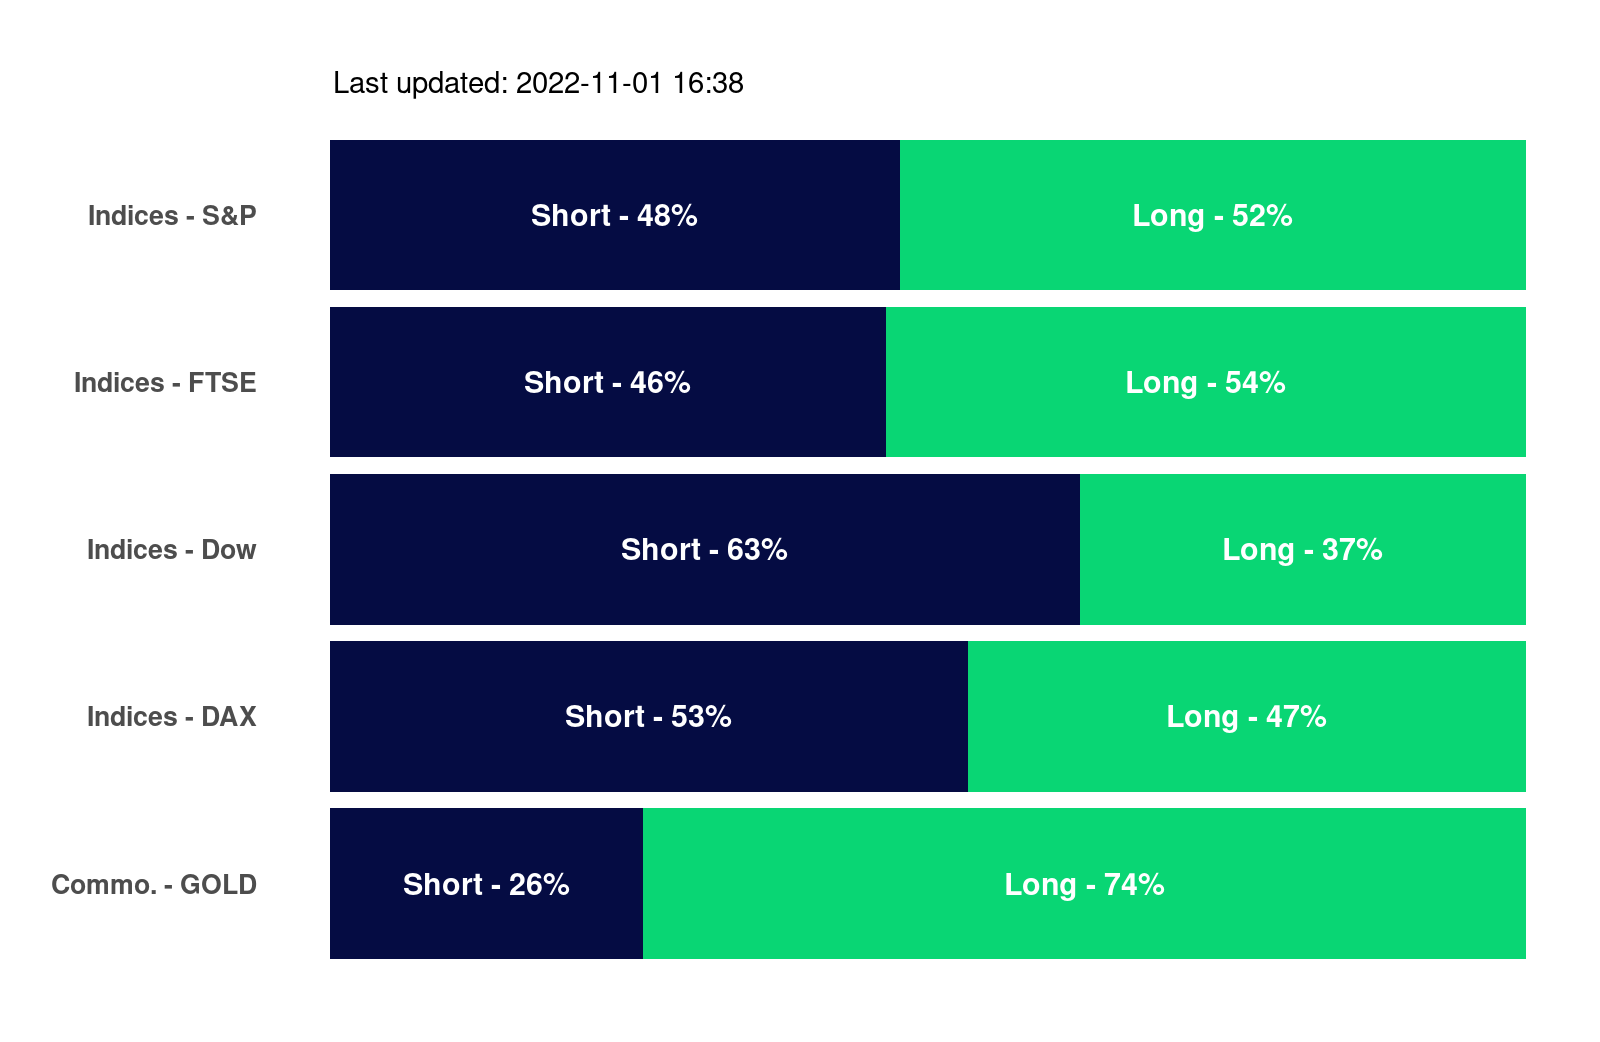 Last updated: 2022-11-01 16:38
Indices - S&P Short - 48% Long - 52%
Indices - FTSE Short - 46% Long - 54%
Indices - Dow Short - 63% Long - 37%
Indices - DAX Short - 53% Long - 47%
Commo. - GOLD Short - 26% Long - 74%